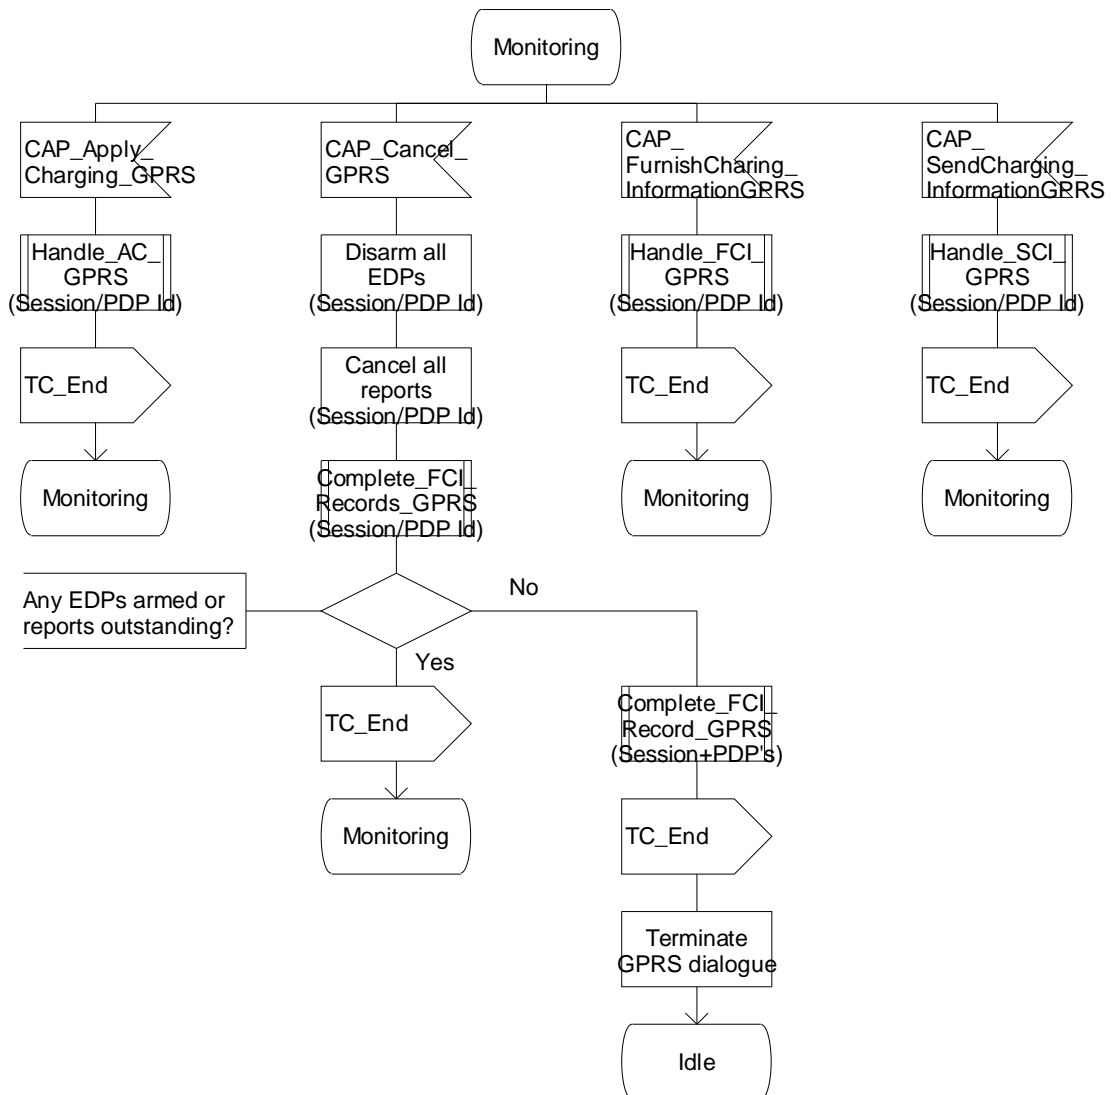 Monitoring
CAP_Apply_
Charging_GPRS
CAP_Cancel_
GPRS
CAP_
FurnishCharing_
InformationGPRS
CAP_
SendCharging_
InformationGPRS
Handle_AC_
GPRS
(Session/PDP Id)
Disarm all
EDPs
(Session/PDP Id)
Handle_FCI_
GPRS
(Session/PDP Id)
Handle_SCI_
GPRS
(Session/PDP Id)
TC_End
Cancel all
reports
(Session/PDP Id)
TC_End
TC_End
Monitoring
Complete_FCI_
Records_GPRS
(Session/PDP Id)
Monitoring
Monitoring
Any EDPs armed or
reports outstanding?
No
Yes
TC_End
Complete_FCI_
Record_GPRS
(Session+PDP's)
Monitoring
TC_End
Terminate
GPRS dialogue
Idle